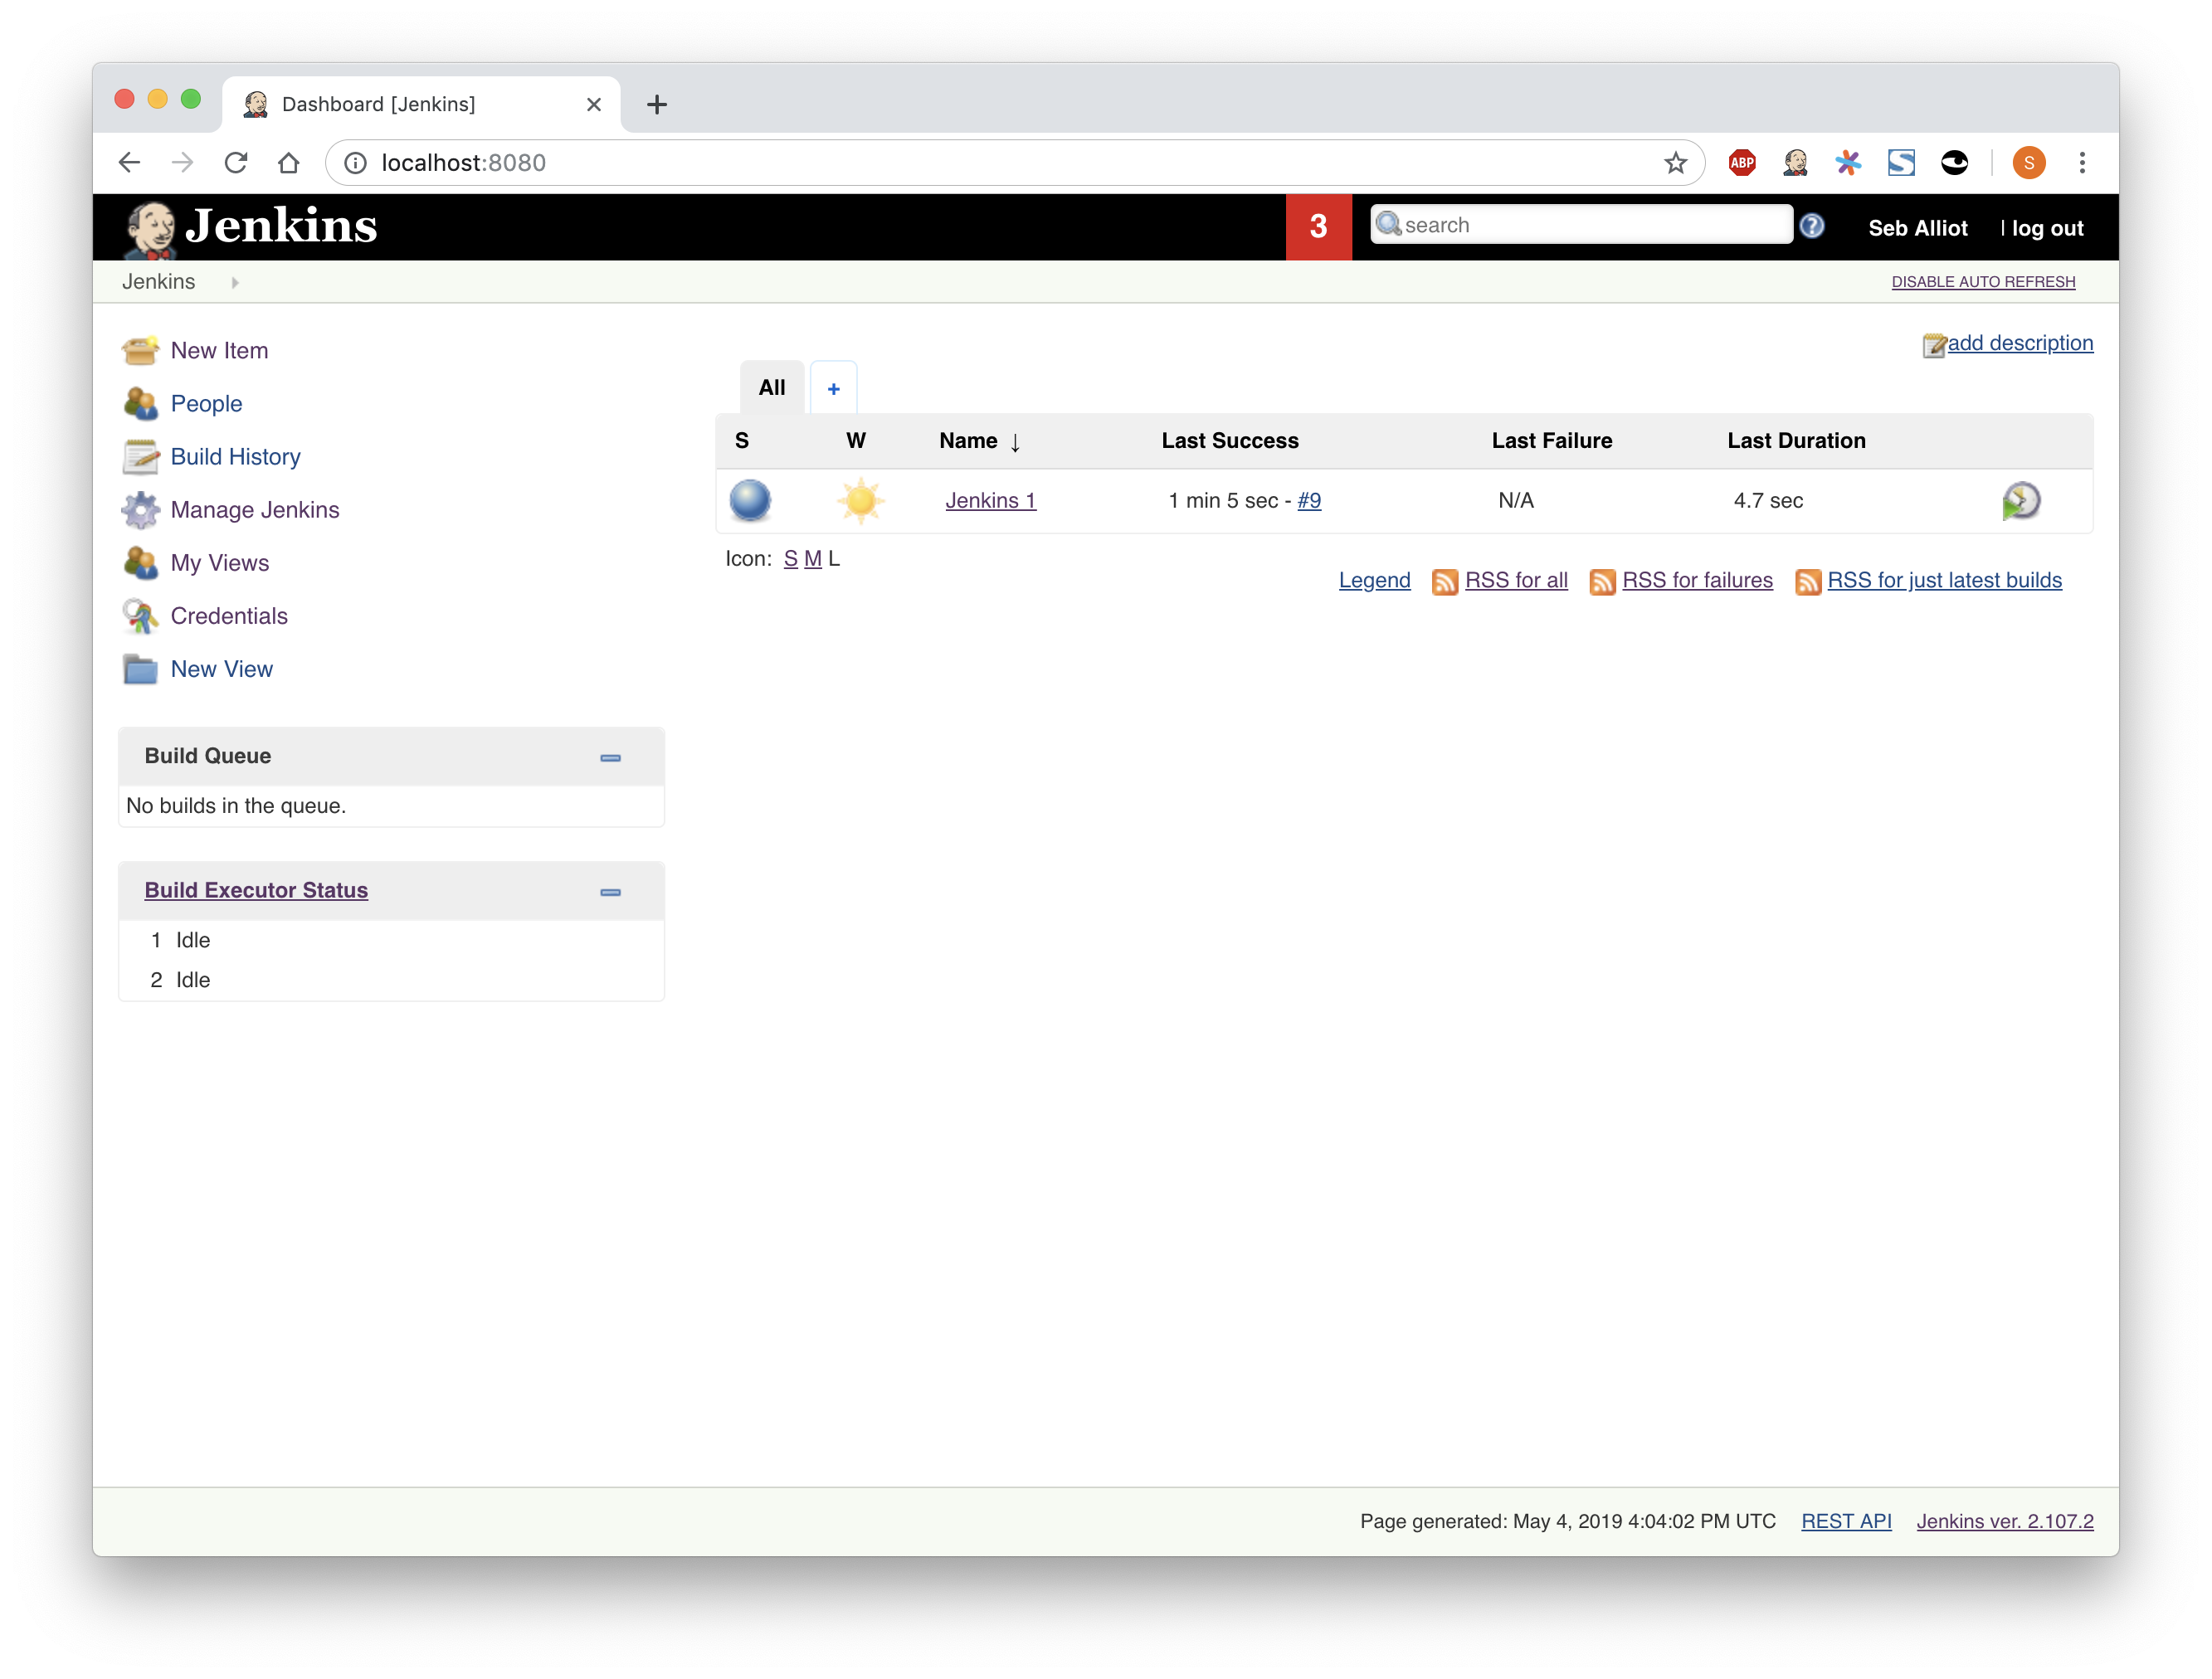 Dashboard [Jenkins]
localhost:8080
ABP
S
Jenkins
3
search
Seb Alliot | log out
Jenkins
DISABLE AUTO REFRESH
New Item
People
Build History
Manage Jenkins
My Views
Credentials
New View
Build Queue
No builds in the queue.
Build Executor Status
1 Idle
2 Idle
add description
All +
S W Name ↓ Last Success Last Failure Last Duration
Jenkins 1 1 min 5 sec - #9 N/A 4.7 sec
Icon: S M L
Legend RSS for all RSS for failures RSS for just latest builds
Page generated: May 4, 2019 4:04:02 PM UTC REST API Jenkins ver. 2.107.2